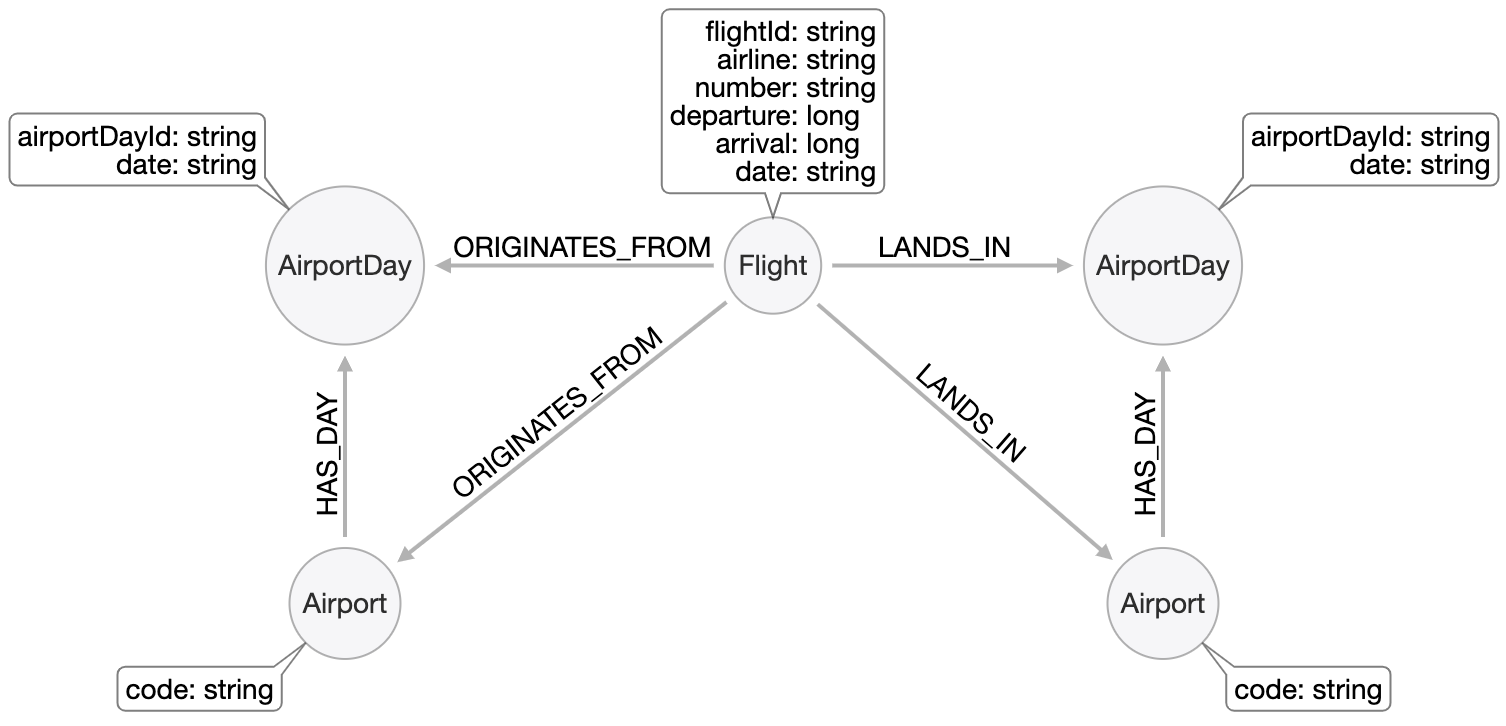 flightId: string
airline: string
number: string
departure: long
arrival: long
date: string
airportDayId: string
date: string
airportDayId: string
date: string
AirportDay
ORIGINATES_FROM
Flight
LANDS_IN
AirportDay
HAS_DAY
ORIGINATES_FROM
LANDS_IN
HAS_DAY
Airport
Airport
code: string
code: string